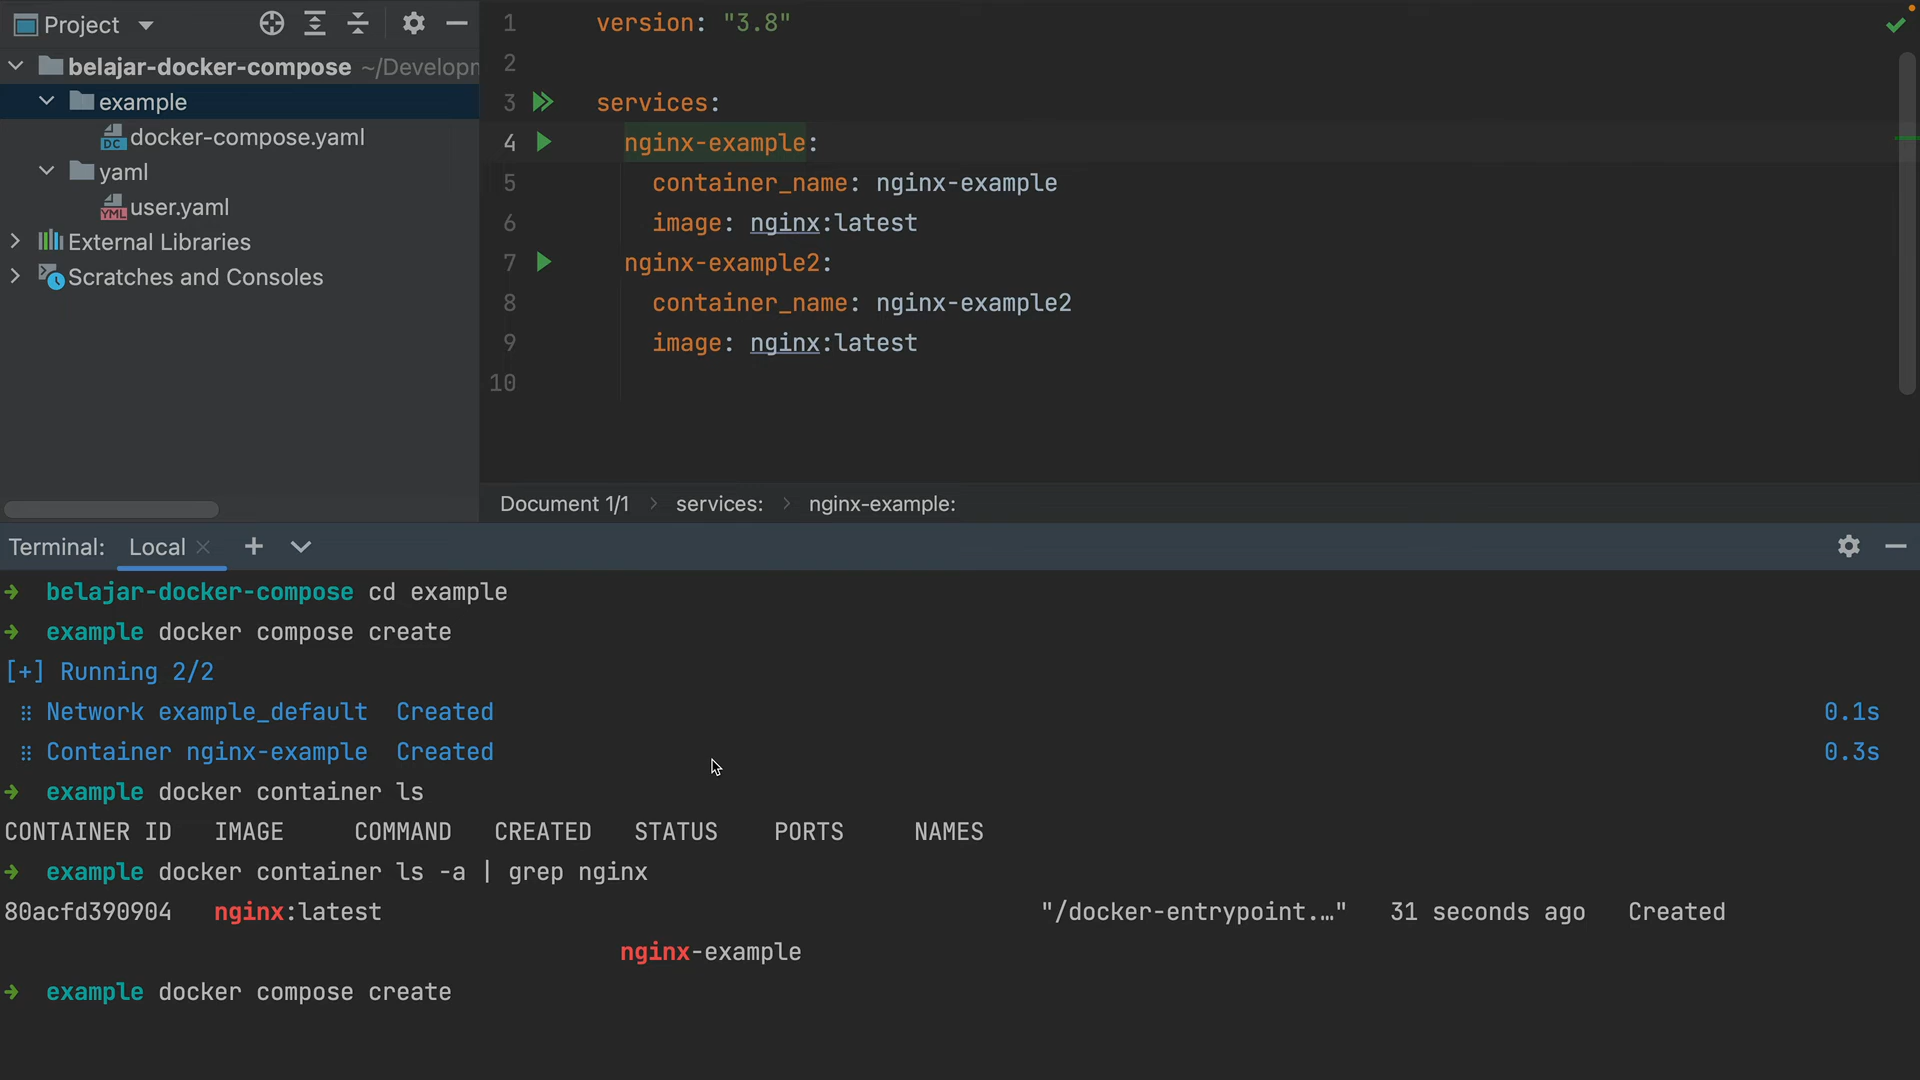 Project
belajar-docker-compose ~/Developm
example
DC docker-compose.yaml
yaml
YML user.yaml
External Libraries
Scratches and Consoles
1 version: "3.8"
2
3 services:
4 nginx-example:
5 container_name: nginx-example
6 image: nginx:latest
7 nginx-example2:
8 container_name: nginx-example2
9 image: nginx:latest
10
Document 1/1 > services: > nginx-example:
Terminal: Local
→ belajar-docker-compose cd example
→ example docker compose create
[+] Running 2/2
⠿ Network example_default Created 0.1s
⠿ Container nginx-example Created 0.3s
→ example docker container ls
CONTAINER ID IMAGE COMMAND CREATED STATUS PORTS NAMES
→ example docker container ls -a | grep nginx
80acfd390904 nginx:latest "/docker-entrypoint.…" 31 seconds ago Created
nginx-example
→ example docker compose create